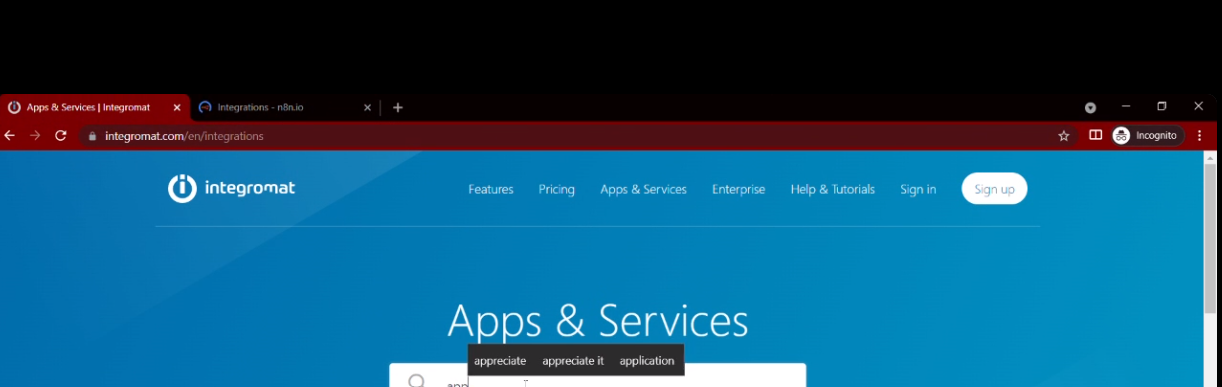 Apps & Services | Integromat
Integrations - n8n.io
integromat.com/en/integrations
Incognito
integromat
Features Pricing Apps & Services Enterprise Help & Tutorials Sign in Sign up
Apps & Services
appreciate appreciate it application
app